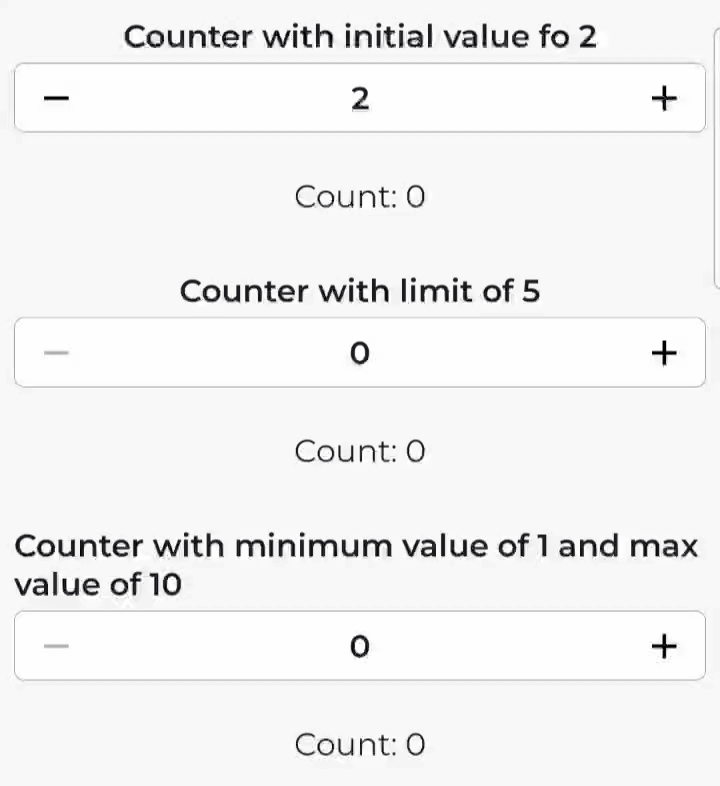 Counter with initial value fo 2
− 2 +
Count: 0
Counter with limit of 5
− 0 +
Count: 0
Counter with minimum value of 1 and max
value of 10
− 0 +
Count: 0